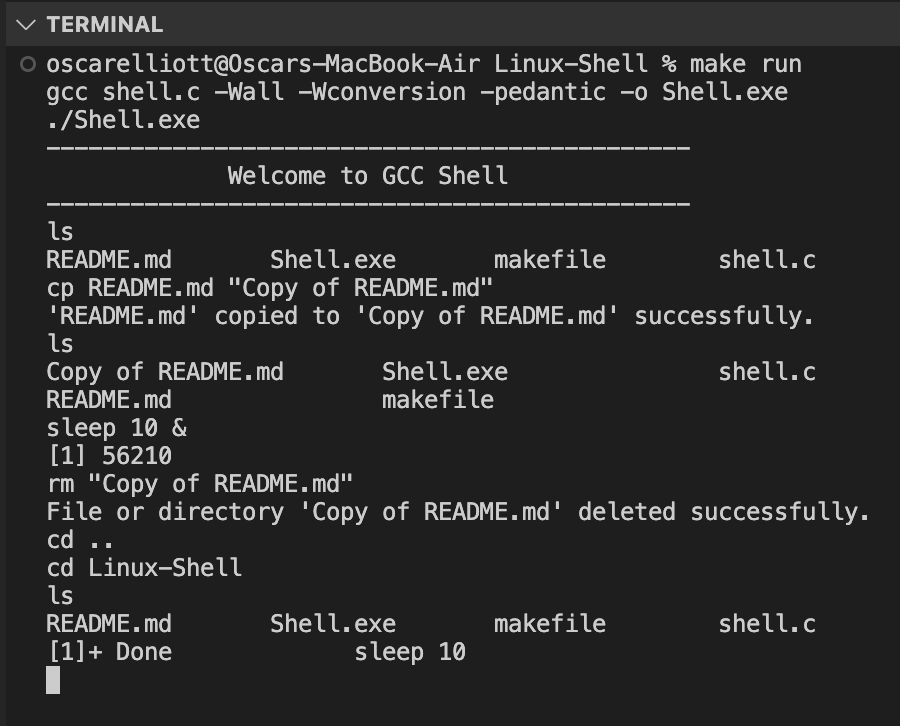 TERMINAL
oscarelliott@Oscars-MacBook-Air Linux-Shell % make run
gcc shell.c -Wall -Wconversion -pedantic -o Shell.exe
./Shell.exe
----------------------------------------------
Welcome to GCC Shell
----------------------------------------------
ls
README.md       Shell.exe       makefile        shell.c
cp README.md "Copy of README.md"
'README.md' copied to 'Copy of README.md' successfully.
ls
Copy of README.md       Shell.exe               shell.c
README.md               makefile
sleep 10 &
[1] 56210
rm "Copy of README.md"
File or directory 'Copy of README.md' deleted successfully.
cd ..
cd Linux-Shell
ls
README.md       Shell.exe       makefile        shell.c
[1]+ Done             sleep 10